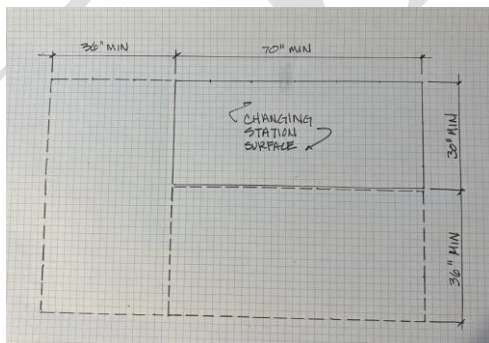 36" MIN
70" MIN
CHANGING
STATION
SURFACE
30" MIN
36" MIN